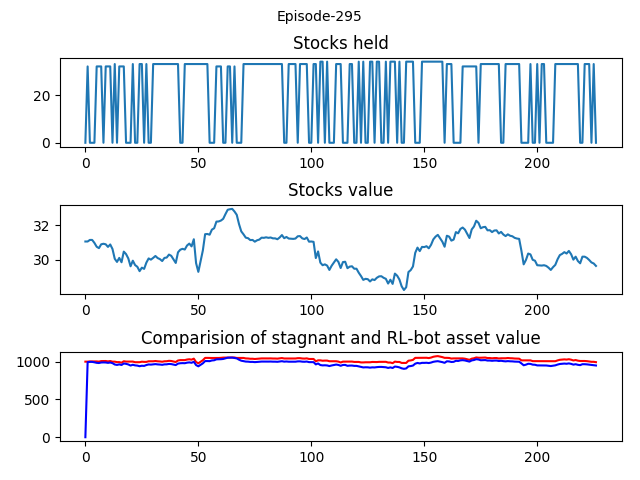 Episode-295
Stocks held
20
0
0 50 100 150 200
Stocks value
32
30
0 50 100 150 200
Comparision of stagnant and RL-bot asset value
1000
500
0
0 50 100 150 200